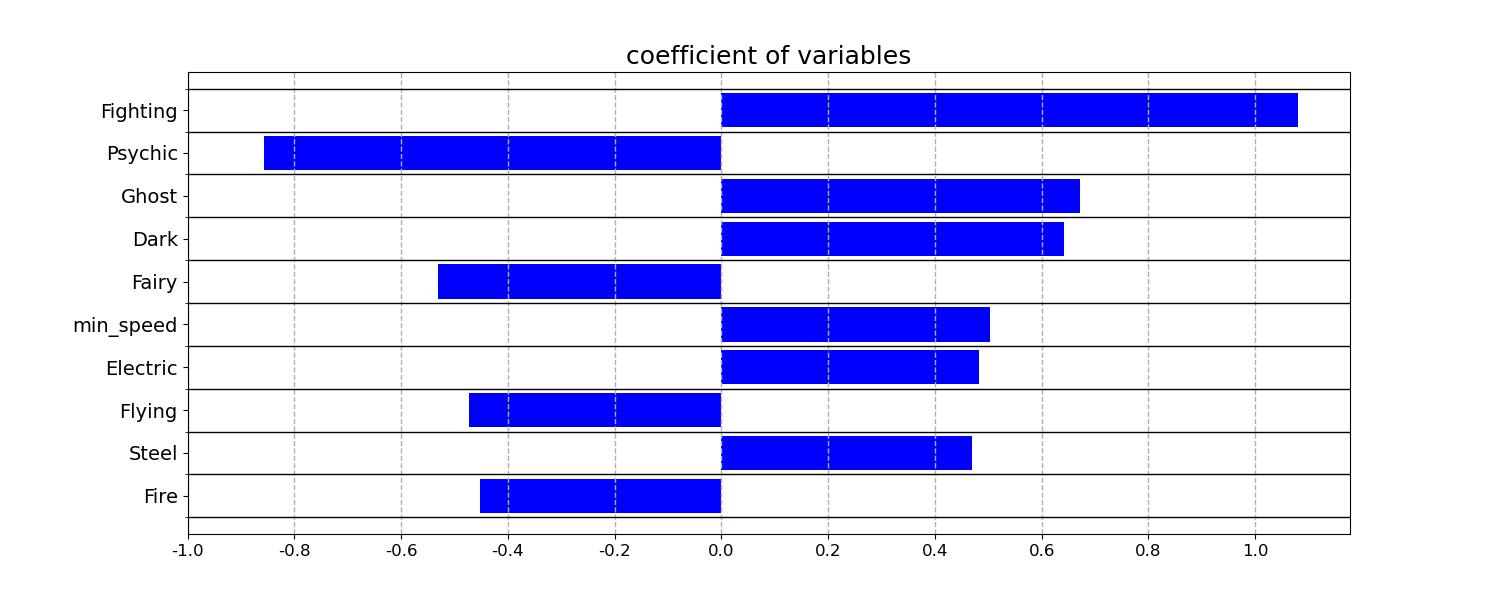 coefficient of variables
Fighting
Psychic
Ghost
Dark
Fairy
min_speed
Electric
Flying
Steel
Fire
-1.0 -0.8 -0.6 -0.4 -0.2 0.0 0.2 0.4 0.6 0.8 1.0